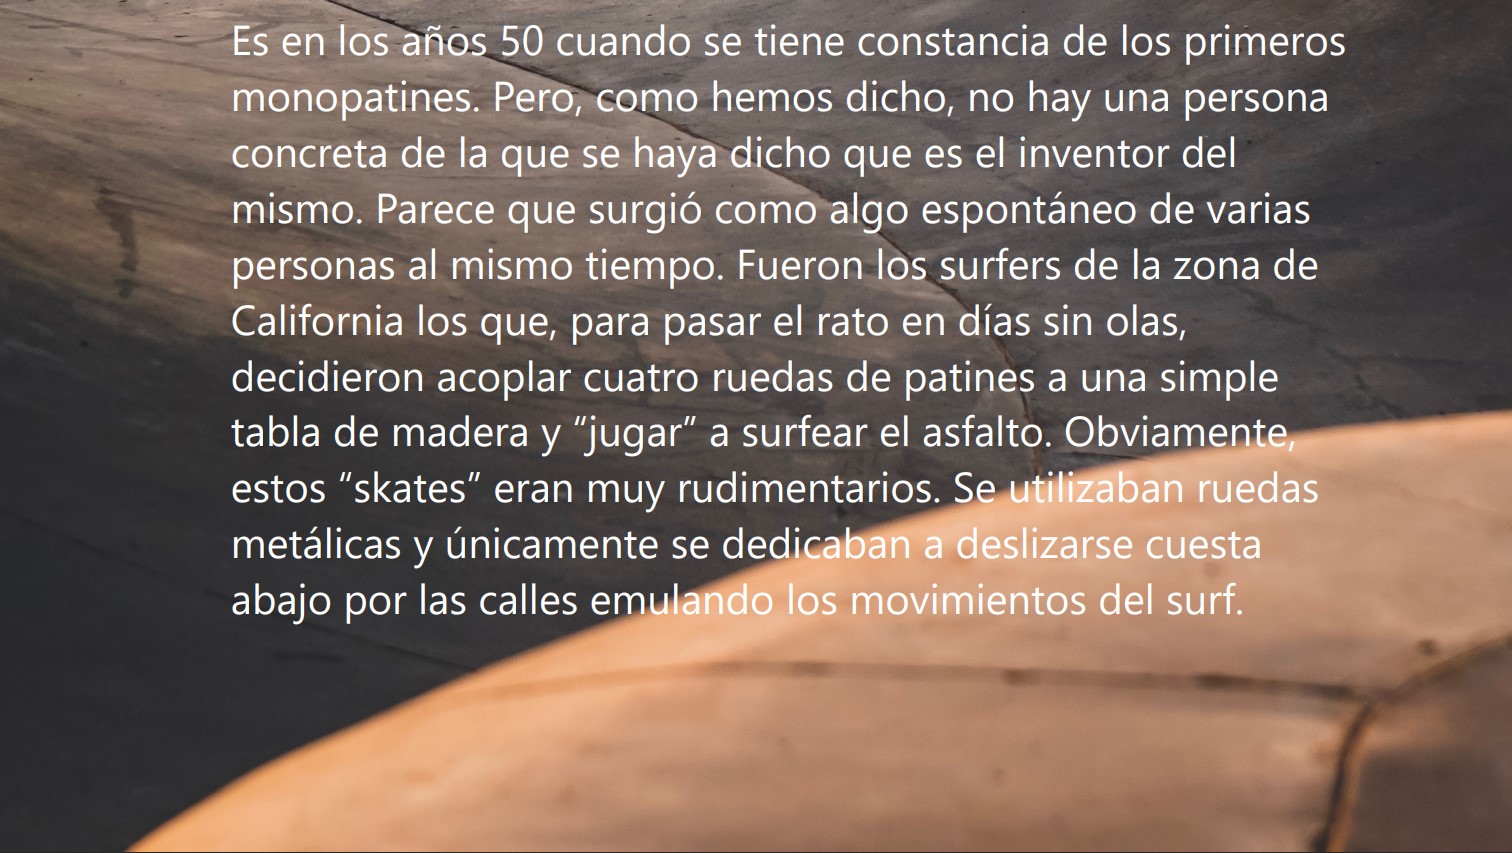 Es en los años 50 cuando se tiene constancia de los primeros
monopatines. Pero, como hemos dicho, no hay una persona
concreta de la que se haya dicho que es el inventor del
mismo. Parece que surgió como algo espontáneo de varias
personas al mismo tiempo. Fueron los surfers de la zona de
California los que, para pasar el rato en días sin olas,
decidieron acoplar cuatro ruedas de patines a una simple
tabla de madera y “jugar” a surfear el asfalto. Obviamente,
estos “skates” eran muy rudimentarios. Se utilizaban ruedas
metálicas y únicamente se dedicaban a deslizarse cuesta
abajo por las calles emulando los movimientos del surf.